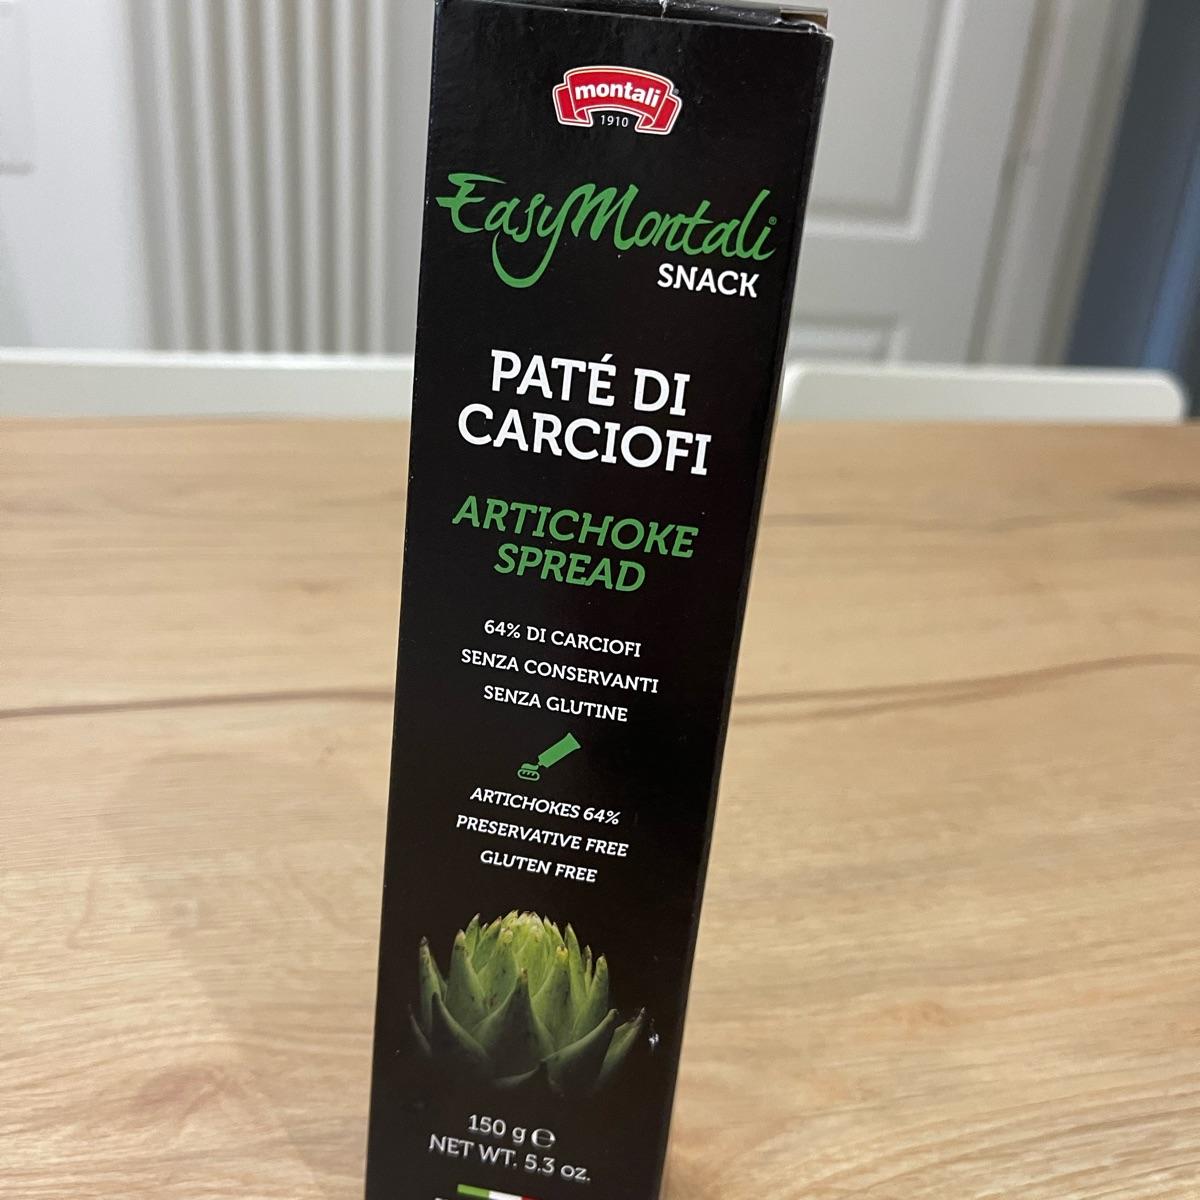 montali
1910
EasyMontali®
SNACK
PATÉ DI
CARCIOFI
ARTICHOKE
SPREAD
64% DI CARCIOFI
SENZA CONSERVANTI
SENZA GLUTINE
ARTICHOKES 64%
PRESERVATIVE FREE
GLUTEN FREE
150 g ℮
NET WT. 5.3 oz.